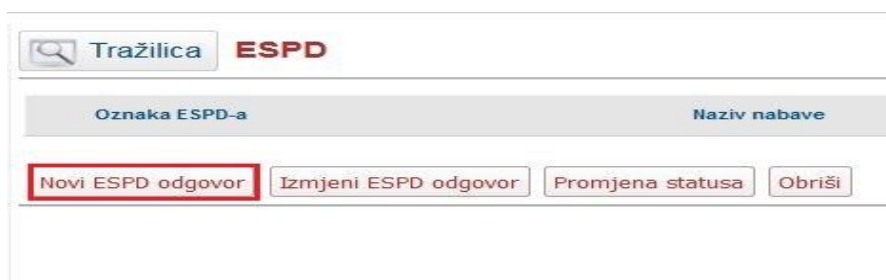 Tražilica ESPD
Oznaka ESPD-a Naziv nabave
Novi ESPD odgovor Izmjeni ESPD odgovor Promjena statusa Obriši